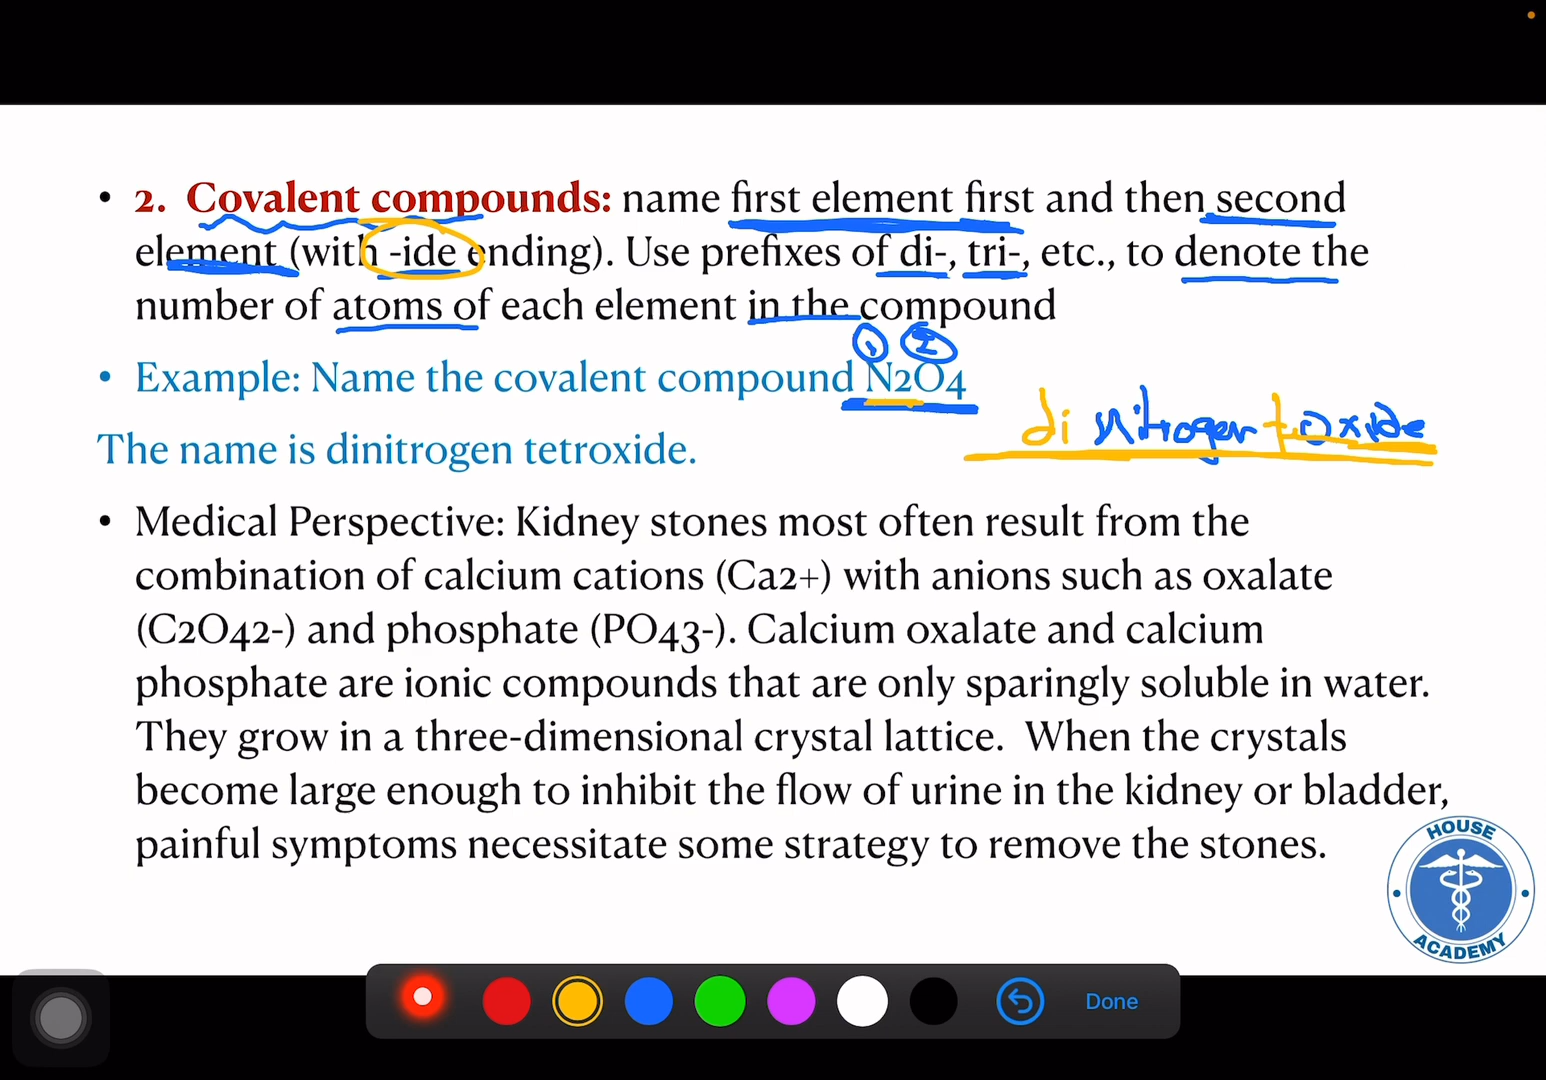 • 2. Covalent compounds: name first element first and then second
element (with -ide ending). Use prefixes of di-, tri-, etc., to denote the
number of atoms of each element in the compound
1 2
• Example: Name the covalent compound N2O4
di nitrogen t oxide
The name is dinitrogen tetroxide.
• Medical Perspective: Kidney stones most often result from the
combination of calcium cations (Ca2+) with anions such as oxalate
(C2O42-) and phosphate (PO43-). Calcium oxalate and calcium
phosphate are ionic compounds that are only sparingly soluble in water.
They grow in a three-dimensional crystal lattice. When the crystals
become large enough to inhibit the flow of urine in the kidney or bladder,
painful symptoms necessitate some strategy to remove the stones.
HOUSE
ACADEMY
Done